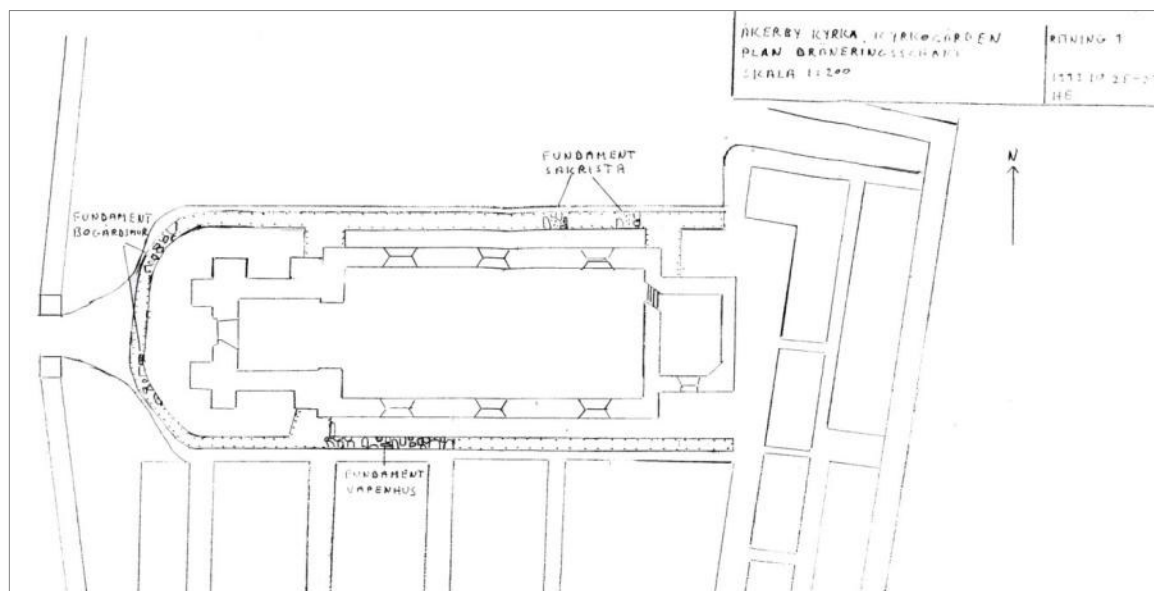 ÅKERBY KYRKA, KYRKOGÅRDEN
PLAN DRÄNERINGSSCHAKT
SKALA 1:200
RITNING 1
HE
N
FUNDAMENT
SAKRISTA
FUNDAMENT
BOGÅRDSMUR
FUNDAMENT
VAPENHUS